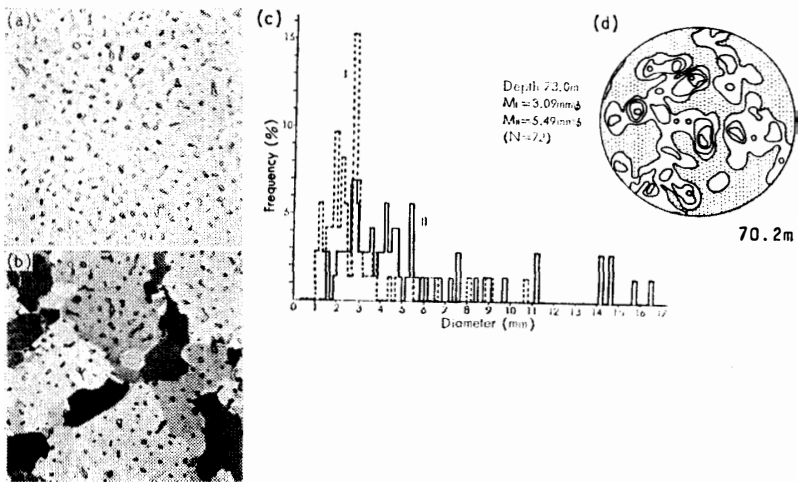 (a)
(b)
(c)
15
10
5
Frequency (%)
I
II
0 1 2 3 4 5 6 7 8 9 10 11 12 13 14 15 16 17
Diameter (mm)
Depth 73.0m
(N=72)
(d)
70.2m